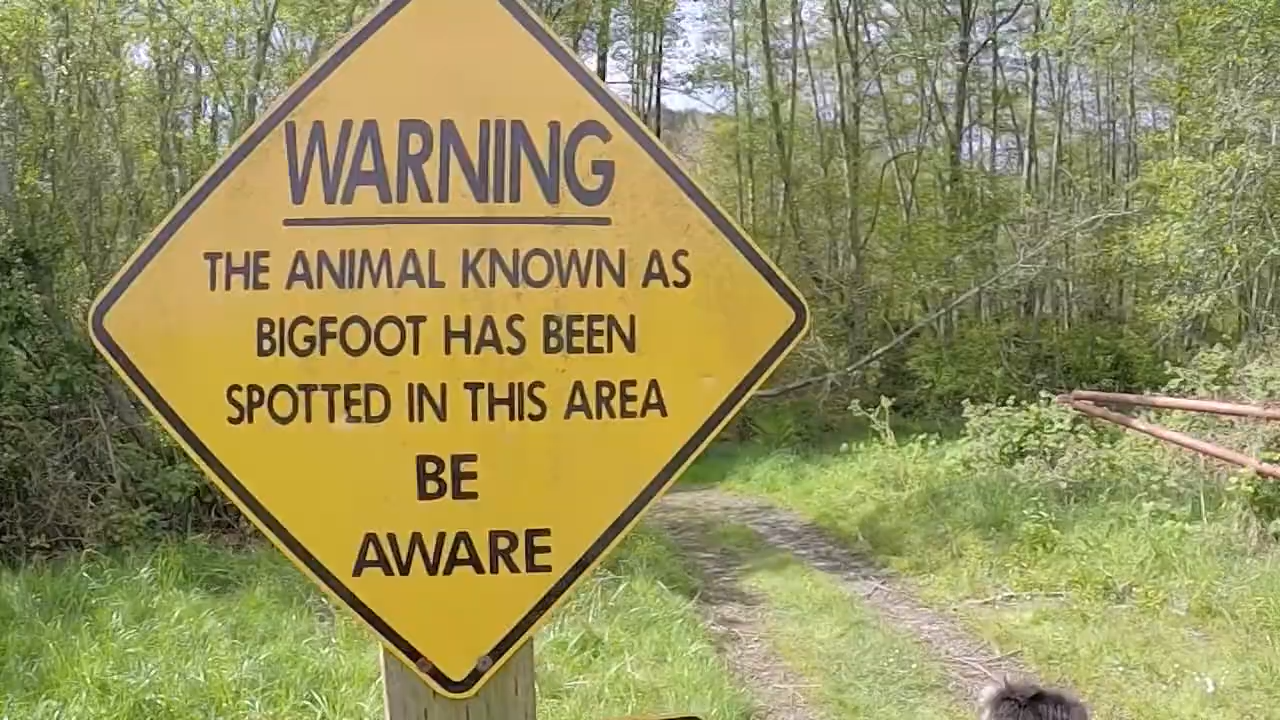 WARNING
THE ANIMAL KNOWN AS
BIGFOOT HAS BEEN
SPOTTED IN THIS AREA
BE
AWARE